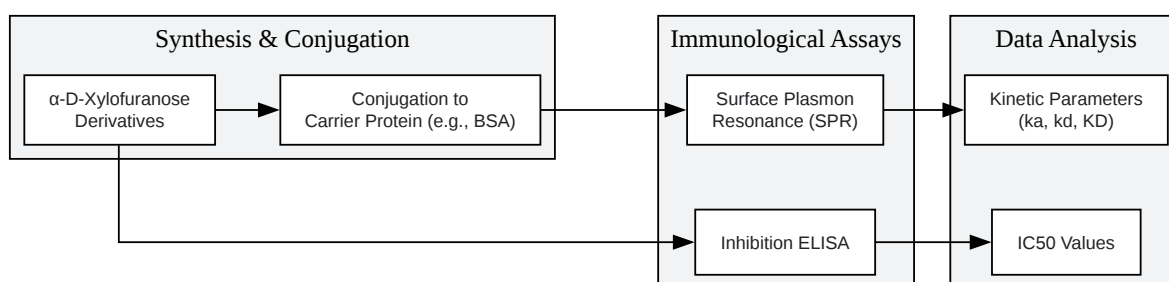 Synthesis & Conjugation
α-D-Xylofuranose
Derivatives
Conjugation to
Carrier Protein (e.g., BSA)
Immunological Assays
Surface Plasmon
Resonance (SPR)
Inhibition ELISA
Data Analysis
Kinetic Parameters
(ka, kd, KD)
IC50 Values